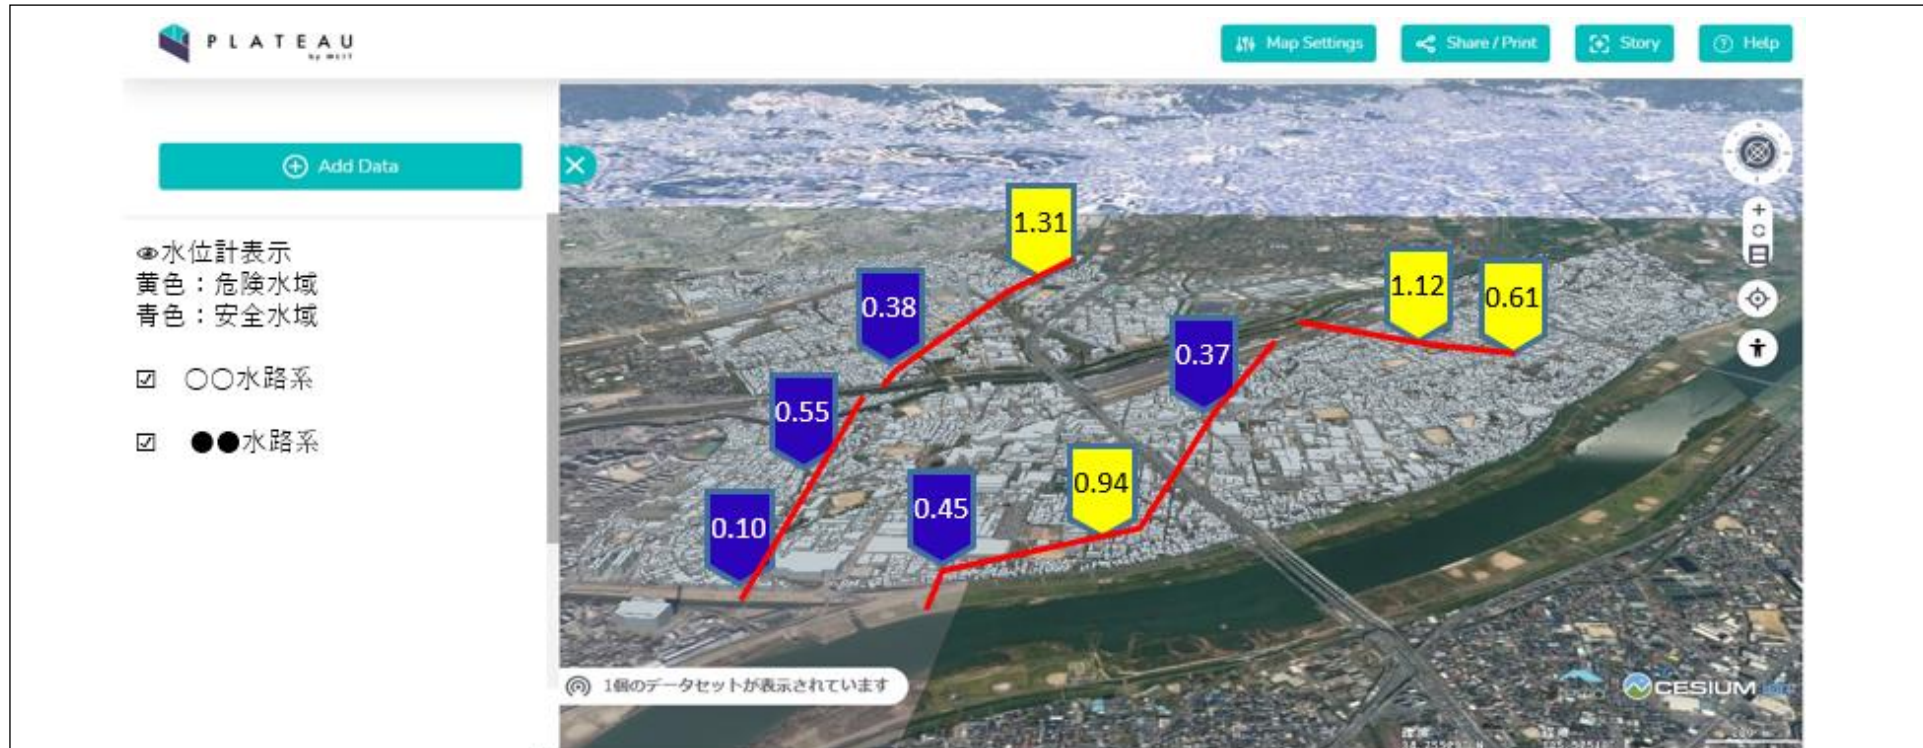 PLATEAU
by MLIT
Map Settings
Share / Print
Story
Help
Add Data
水位計表示
黄色：危険水域
青色：安全水域
☑ 〇〇水路系
☑ ●●水路系
1.31
0.38
1.12
0.61
0.37
0.55
0.94
0.45
0.10
1個のデータセットが表示されています
CESIUM